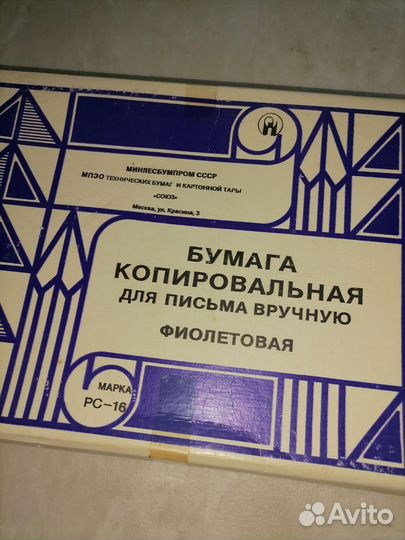 МИНЛЕСБУМПРОМ СССР
МПЭО ТЕХНИЧЕСКИХ БУМАГ И КАРТОННОЙ ТАРЫ
«СОЮЗ»
Москва, ул. Красина, 3
БУМАГА
КОПИРОВАЛЬНАЯ
ДЛЯ ПИСЬМА ВРУЧНУЮ
ФИОЛЕТОВАЯ
МАРКА
РС-16
Avito